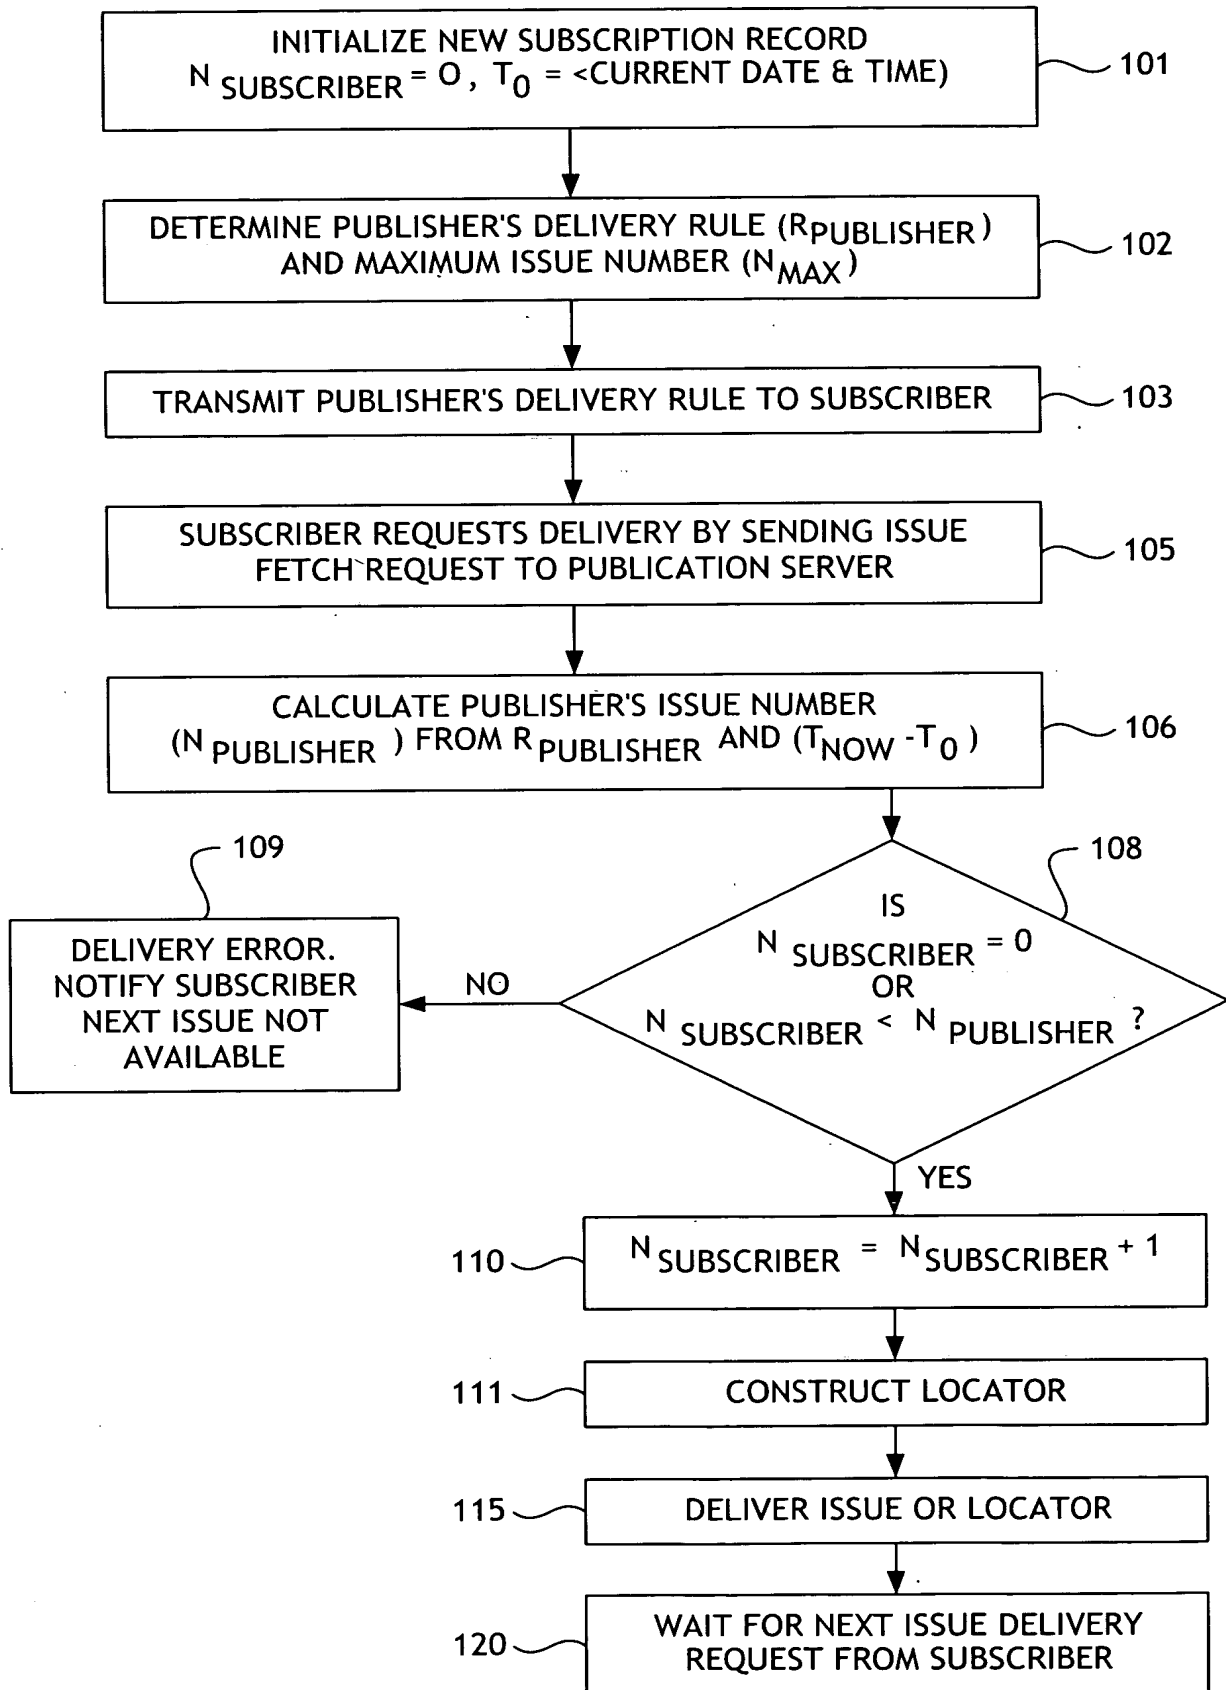 INITIALIZE NEW SUBSCRIPTION RECORD
N SUBSCRIBER = O, T0 = <CURRENT DATE & TIME)
101
DETERMINE PUBLISHER'S DELIVERY RULE (RPUBLISHER)
AND MAXIMUM ISSUE NUMBER (NMAX)
102
TRANSMIT PUBLISHER'S DELIVERY RULE TO SUBSCRIBER
103
SUBSCRIBER REQUESTS DELIVERY BY SENDING ISSUE
FETCH REQUEST TO PUBLICATION SERVER
105
CALCULATE PUBLISHER'S ISSUE NUMBER
(N PUBLISHER ) FROM RPUBLISHER AND (TNOW -T0 )
106
109
108
DELIVERY ERROR.
NOTIFY SUBSCRIBER
NEXT ISSUE NOT
AVAILABLE
NO
IS
N SUBSCRIBER = 0
OR
N SUBSCRIBER < N PUBLISHER ?
YES
110
N SUBSCRIBER = N SUBSCRIBER + 1
111
CONSTRUCT LOCATOR
115
DELIVER ISSUE OR LOCATOR
120
WAIT FOR NEXT ISSUE DELIVERY
REQUEST FROM SUBSCRIBER